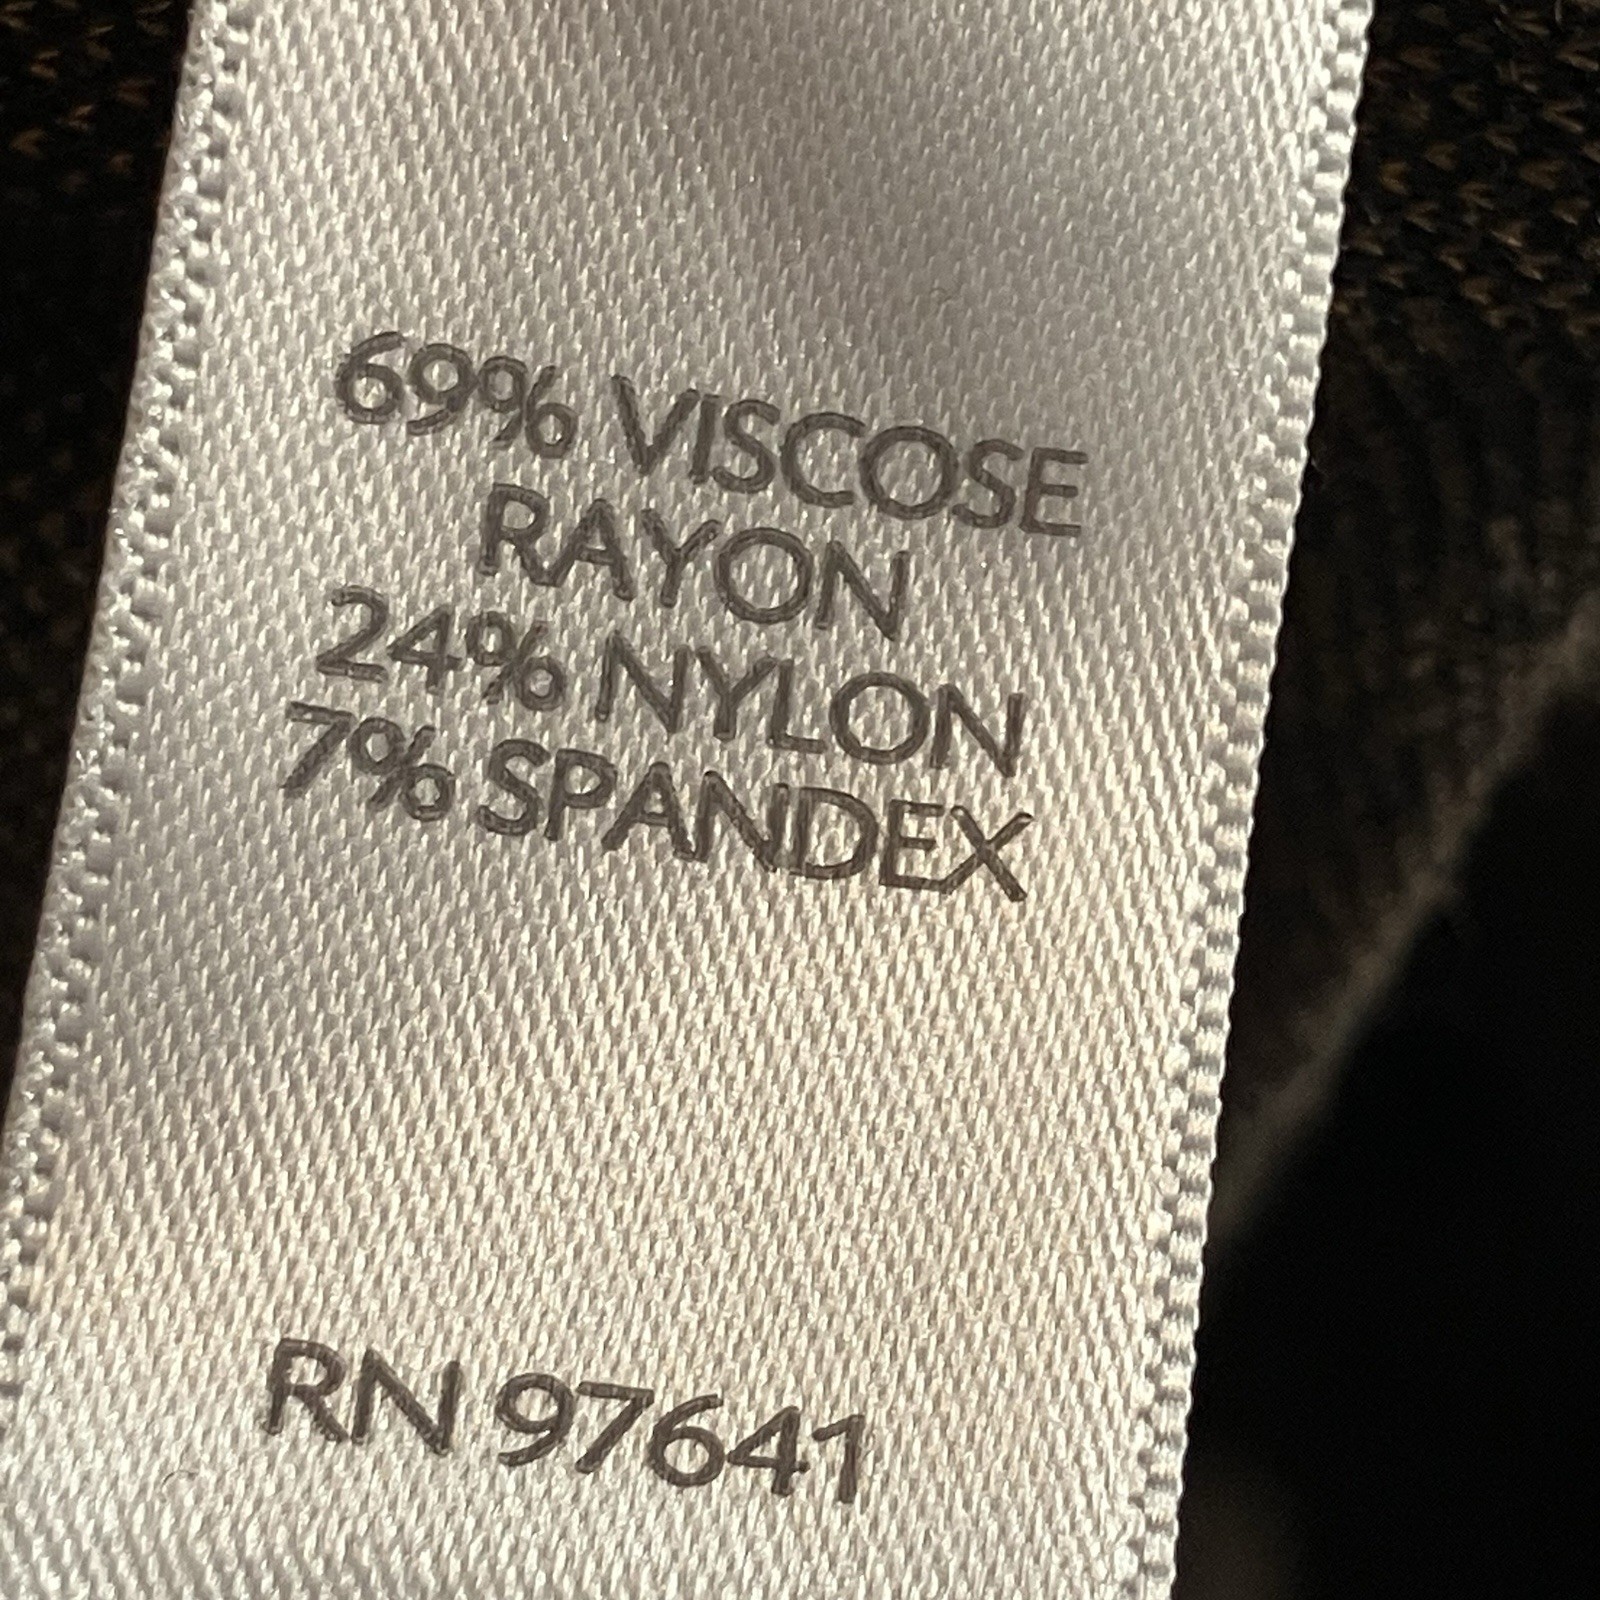 69% VISCOSE
RAYON
24% NYLON
7% SPANDEX
RN 97641